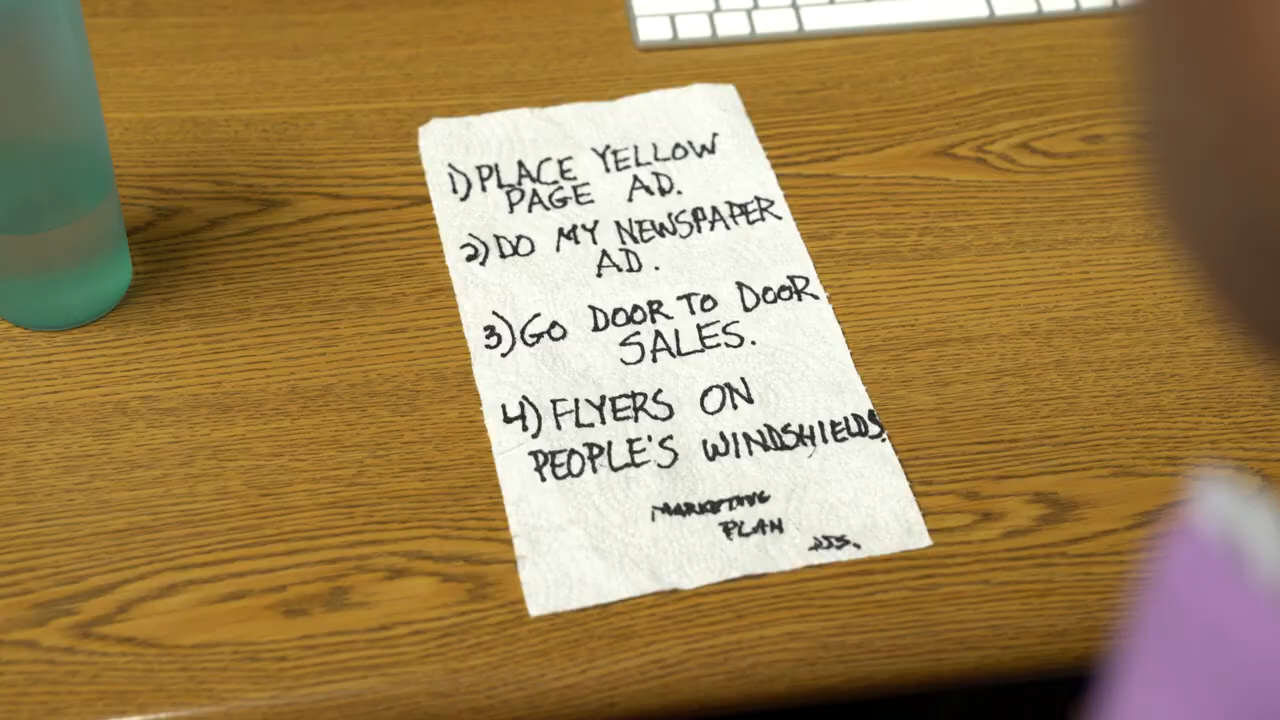 1) PLACE YELLOW
PAGE AD.
2) DO MY NEWSPAPER
AD.
3) GO DOOR TO DOOR
SALES.
4) FLYERS ON
PEOPLE'S WINDSHIELDS.
MARKETING
PLAN